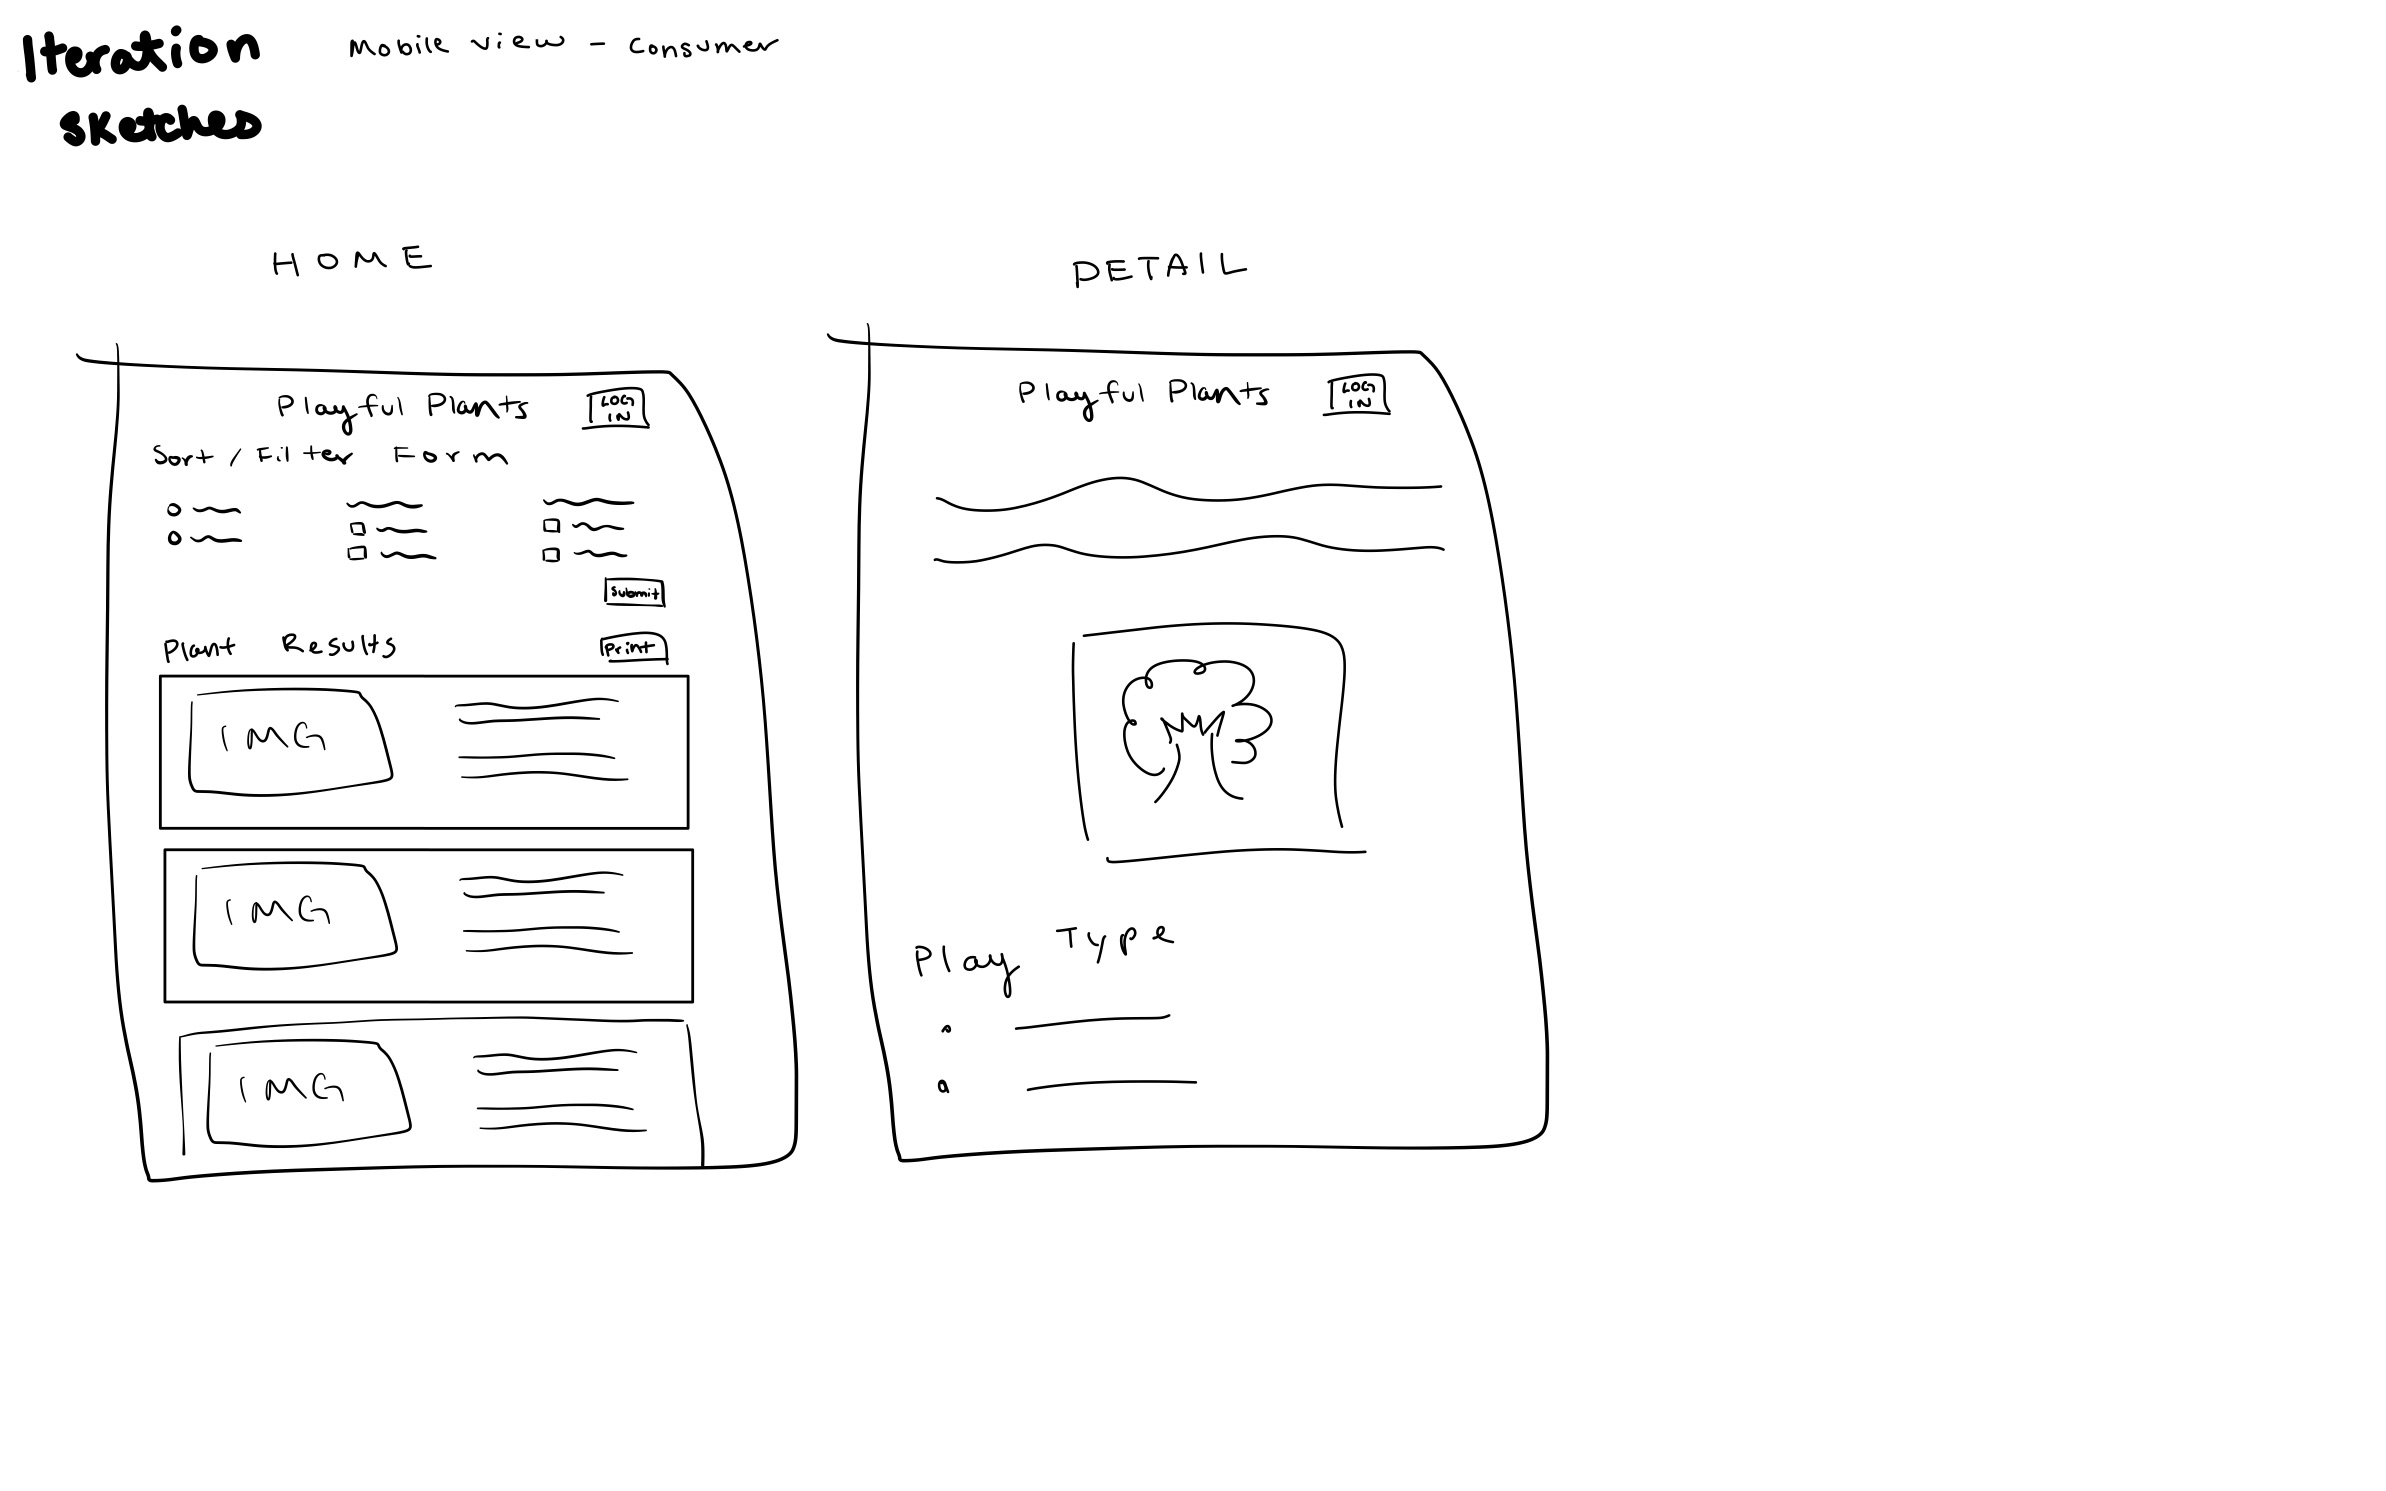 Iteration
sketches
Mobile view - consumer
HOME
Playful Plants
LOG
IN
Sort / Filter Form
Submit
Plant Results
Print
IMG
IMG
IMG
DETAIL
Playful Plants
LOG
IN
Play Type